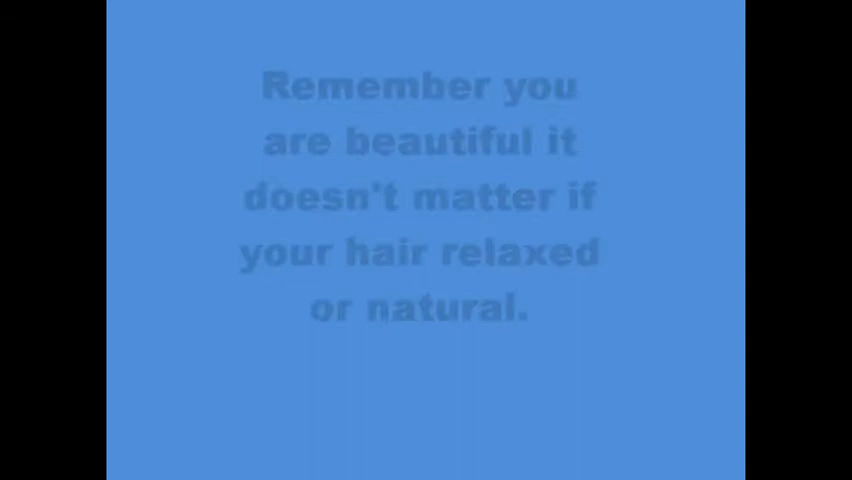 Remember you
are beautiful it
doesn't matter if
your hair relaxed
or natural.